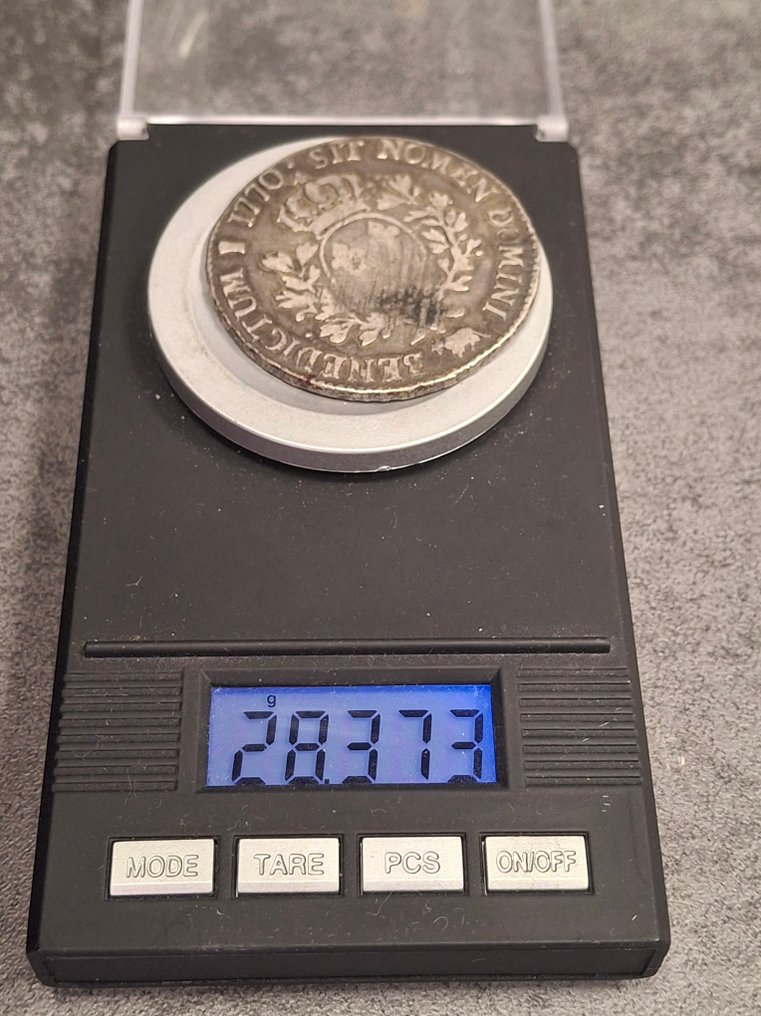 1770 · SIT NOMEN DOMINI
BENEDICTUM
g
28.373
MODE TARE PCS ON/OFF